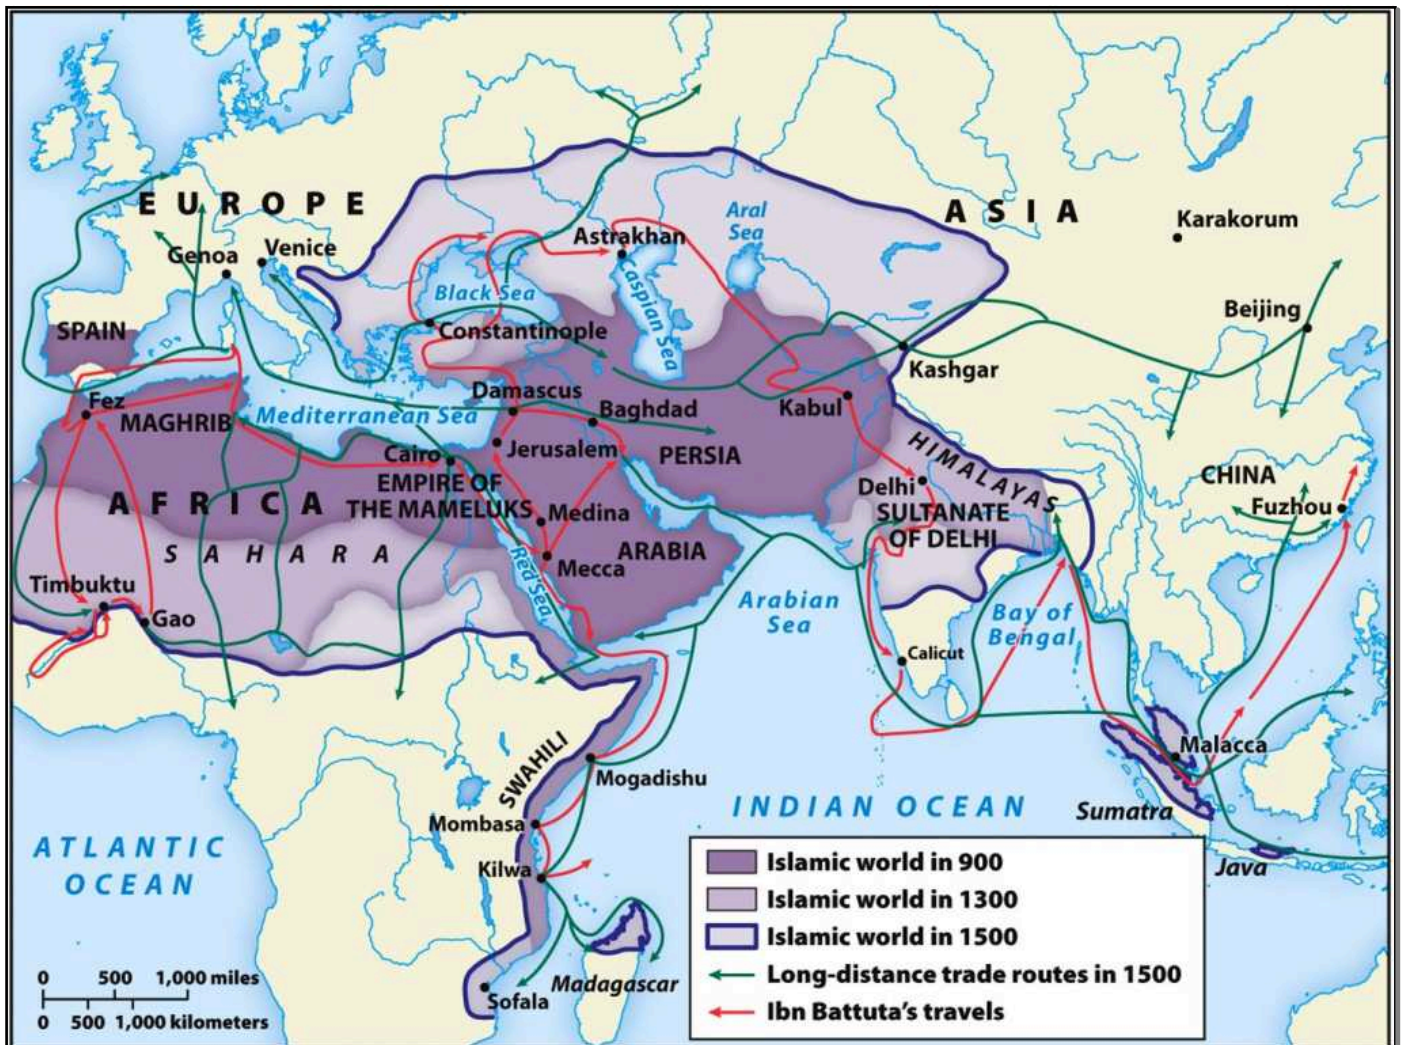 EUROPE
ASIA
Aral
Sea
Karakorum
Astrakhan
Genoa
Venice
Caspian Sea
Black Sea
Beijing
SPAIN
Constantinople
Kashgar
Damascus
Fez
MAGHRIB
Mediterranean Sea
Baghdad
Kabul
Cairo
Jerusalem
PERSIA
HIMALAYAS
CHINA
EMPIRE OF
THE MAMELUKS
AFRICA
Delhi
SULTANATE
OF DELHI
Fuzhou
Medina
SAHARA
Red Sea
Mecca
ARABIA
Timbuktu
Gao
Arabian
Sea
Bay of
Bengal
Calicut
SWAHILI
Mogadishu
Malacca
INDIAN OCEAN
Sumatra
Mombasa
ATLANTIC
OCEAN
Kilwa
Java
Madagascar
Sofala
Islamic world in 900
Islamic world in 1300
Islamic world in 1500
Long-distance trade routes in 1500
Ibn Battuta's travels
0 500 1,000 miles
0 500 1,000 kilometers